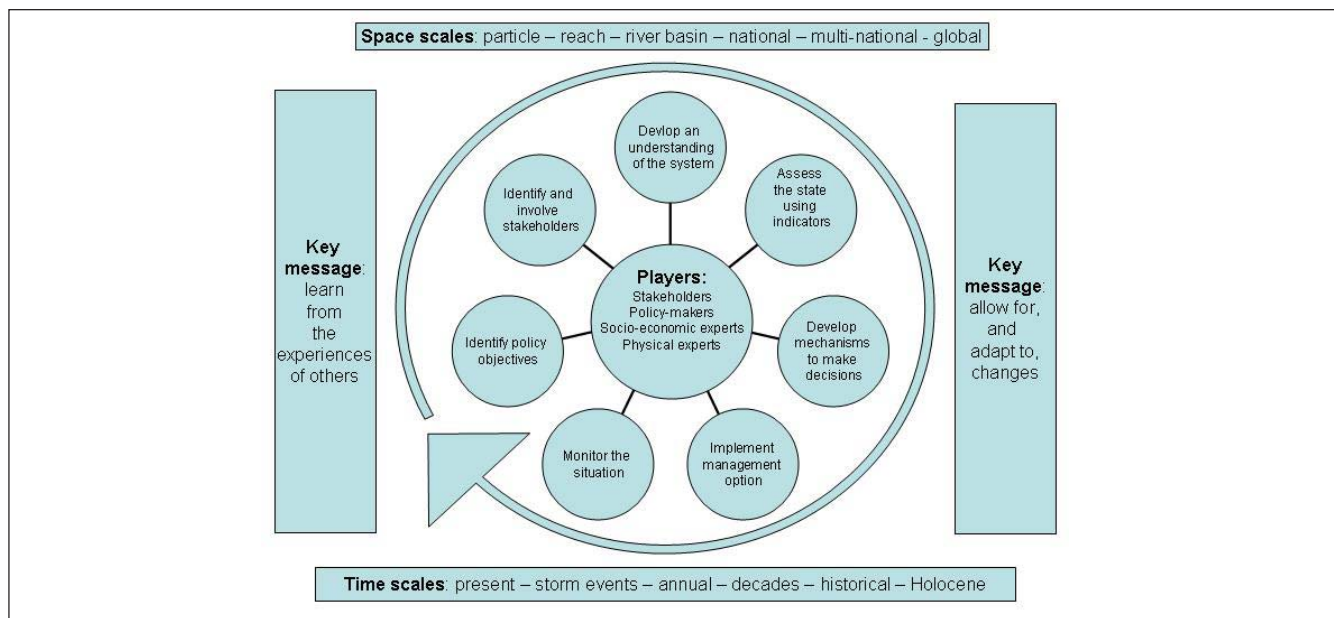 Space scales: particle – reach – river basin – national – multi-national - global
Key
message:
learn
from
the
experiences
of others
Devlop an
understanding
of the system
Assess
the state
using
indicators
Develop
mechanisms
to make
decisions
Implement
management
option
Monitor the
situation
Identify policy
objectives
Identify and
involve
stakeholders
Players:
Stakeholders
Policy-makers
Socio-economic experts
Physical experts
Key
message:
allow for,
and
adapt to,
changes
Time scales: present – storm events – annual – decades – historical – Holocene